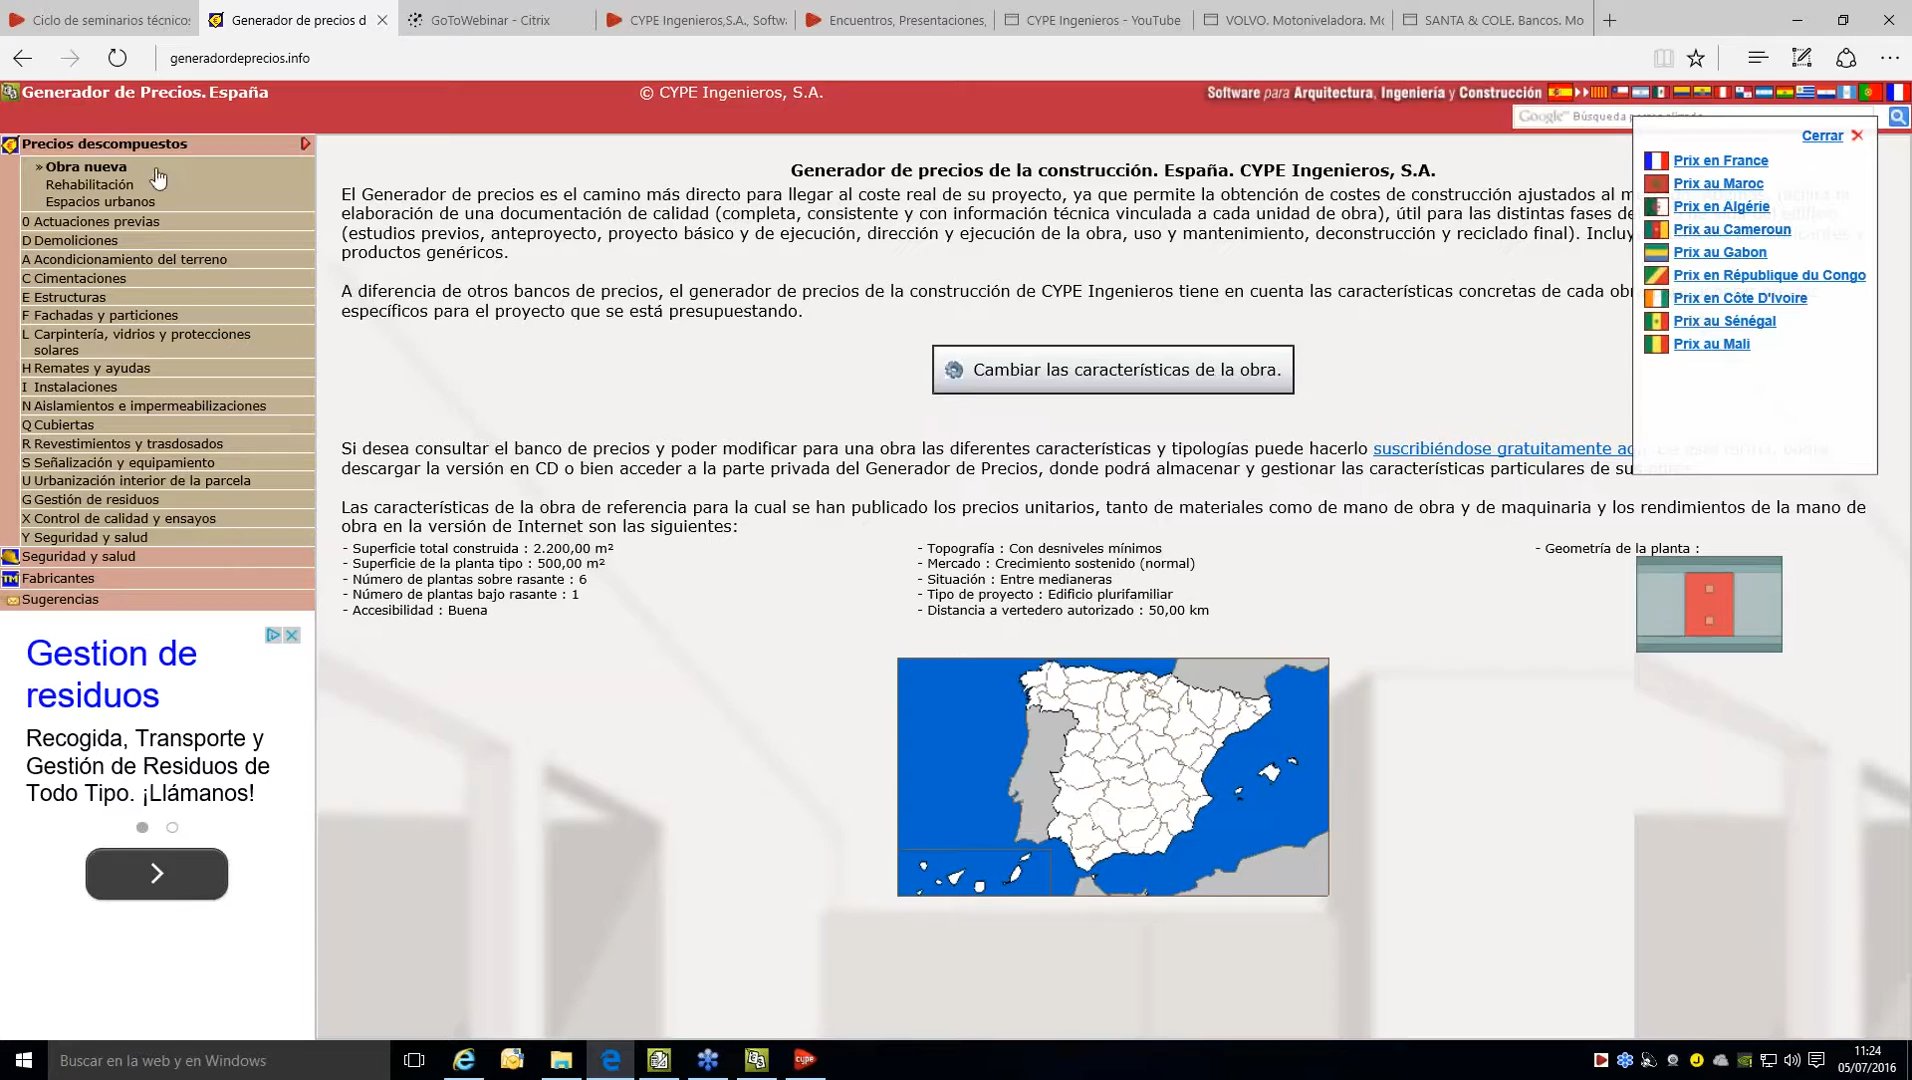 Ciclo de seminarios técnicos
Generador de precios d
GoToWebinar - Citrix
CYPE Ingenieros,S.A., Softwa
Encuentros, Presentaciones,
CYPE Ingenieros - YouTube
VOLVO. Motoniveladora. Mo
SANTA & COLE. Bancos. Mo
generadordeprecios.info
Generador de Precios. España
© CYPE Ingenieros, S.A.
Software para Arquitectura, Ingeniería y Construcción
Google Búsqueda
Precios descompuestos
» Obra nueva
Rehabilitación
Espacios urbanos
0 Actuaciones previas
D Demoliciones
A Acondicionamiento del terreno
C Cimentaciones
E Estructuras
F Fachadas y particiones
L Carpintería, vidrios y protecciones
solares
H Remates y ayudas
I Instalaciones
N Aislamientos e impermeabilizaciones
Q Cubiertas
R Revestimientos y trasdosados
S Señalización y equipamiento
U Urbanización interior de la parcela
G Gestión de residuos
X Control de calidad y ensayos
Y Seguridad y salud
Seguridad y salud
Fabricantes
Sugerencias
Gestion de
residuos
Recogida, Transporte y
Gestión de Residuos de
Todo Tipo. ¡Llámanos!
Generador de precios de la construcción. España. CYPE Ingenieros, S.A.
El Generador de precios es el camino más directo para llegar al coste real de su proyecto, ya que permite la obtención de costes de construcción ajustados al m
elaboración de una documentación de calidad (completa, consistente y con información técnica vinculada a cada unidad de obra), útil para las distintas fases de
(estudios previos, anteproyecto, proyecto básico y de ejecución, dirección y ejecución de la obra, uso y mantenimiento, deconstrucción y reciclado final). Incluy
productos genéricos.
A diferencia de otros bancos de precios, el generador de precios de la construcción de CYPE Ingenieros tiene en cuenta las características concretas de cada obr
específicos para el proyecto que se está presupuestando.
Cambiar las características de la obra.
Si desea consultar el banco de precios y poder modificar para una obra las diferentes características y tipologías puede hacerlo suscribiéndose gratuitamente
descargar la versión en CD o bien acceder a la parte privada del Generador de Precios, donde podrá almacenar y gestionar las características particulares de
Las características de la obra de referencia para la cual se han publicado los precios unitarios, tanto de materiales como de mano de obra y de maquinaria y los rendimientos de la mano de
obra en la versión de Internet son las siguientes:
- Superficie total construida : 2.200,00 m²
- Superficie de la planta tipo : 500,00 m²
- Número de plantas sobre rasante : 6
- Número de plantas bajo rasante : 1
- Accesibilidad : Buena
- Topografía : Con desniveles mínimos
- Mercado : Crecimiento sostenido (normal)
- Situación : Entre medianeras
- Tipo de proyecto : Edificio plurifamiliar
- Distancia a vertedero autorizado : 50,00 km
- Geometría de la planta :
Cerrar
Prix en France
Prix au Maroc
Prix en Algérie
Prix au Cameroun
Prix au Gabon
Prix en République du Congo
Prix en Côte D'Ivoire
Prix au Sénégal
Prix au Mali
Buscar en la web y en Windows
cype
11:24
05/07/2016